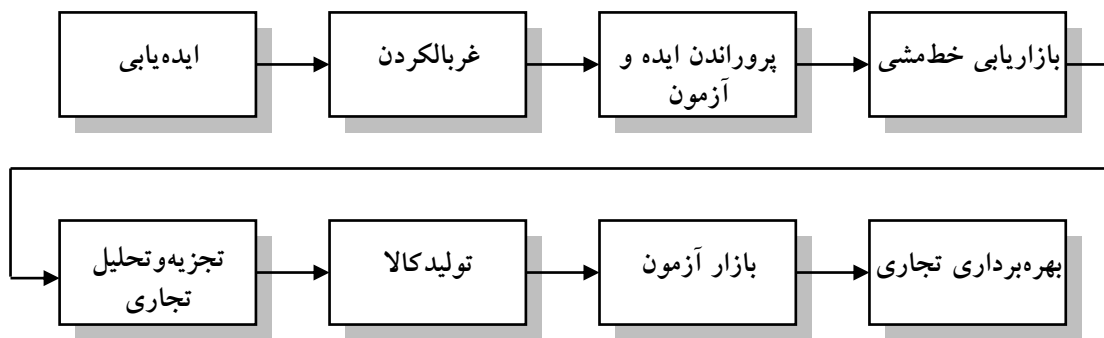 ایده‌یابی
غربالکردن
پروراندن ایده و
آزمون
بازاریابی خط‌مشی
تجزیه‌وتحلیل
تجاری
تولیدکالا
بازار آزمون
بهره‌برداری تجاری